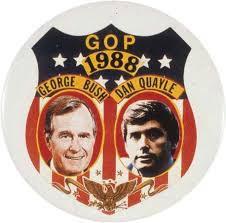 GOP
1988
GEORGE BUSH
DAN QUAYLE